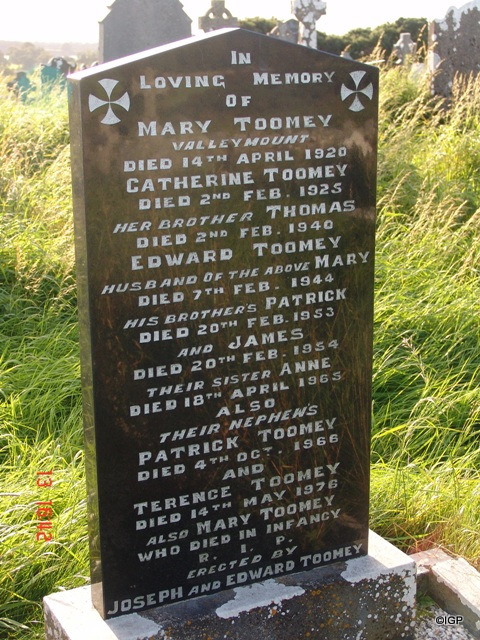 IN
LOVING MEMORY
OF
MARY TOOMEY
VALLEYMOUNT
DIED 14TH APRIL 1920
CATHERINE TOOMEY
DIED 2ND FEB. 1925
HER BROTHER THOMAS
DIED 2ND FEB. 1940
EDWARD TOOMEY
HUSBAND OF THE ABOVE MARY
DIED 7TH FEB. 1944
HIS BROTHERS PATRICK
DIED 20TH FEB. 1953
AND JAMES
DIED 20TH FEB. 1954
THEIR SISTER ANNE
DIED 18TH APRIL 1965
ALSO
THEIR NEPHEWS
PATRICK TOOMEY
DIED 4TH OCT. 1966
AND
TERENCE TOOMEY
DIED 14TH MAY 1976
ALSO MARY TOOMEY
WHO DIED IN INFANCY
R. I. P.
ERECTED BY
JOSEPH AND EDWARD TOOMEY
©IGP